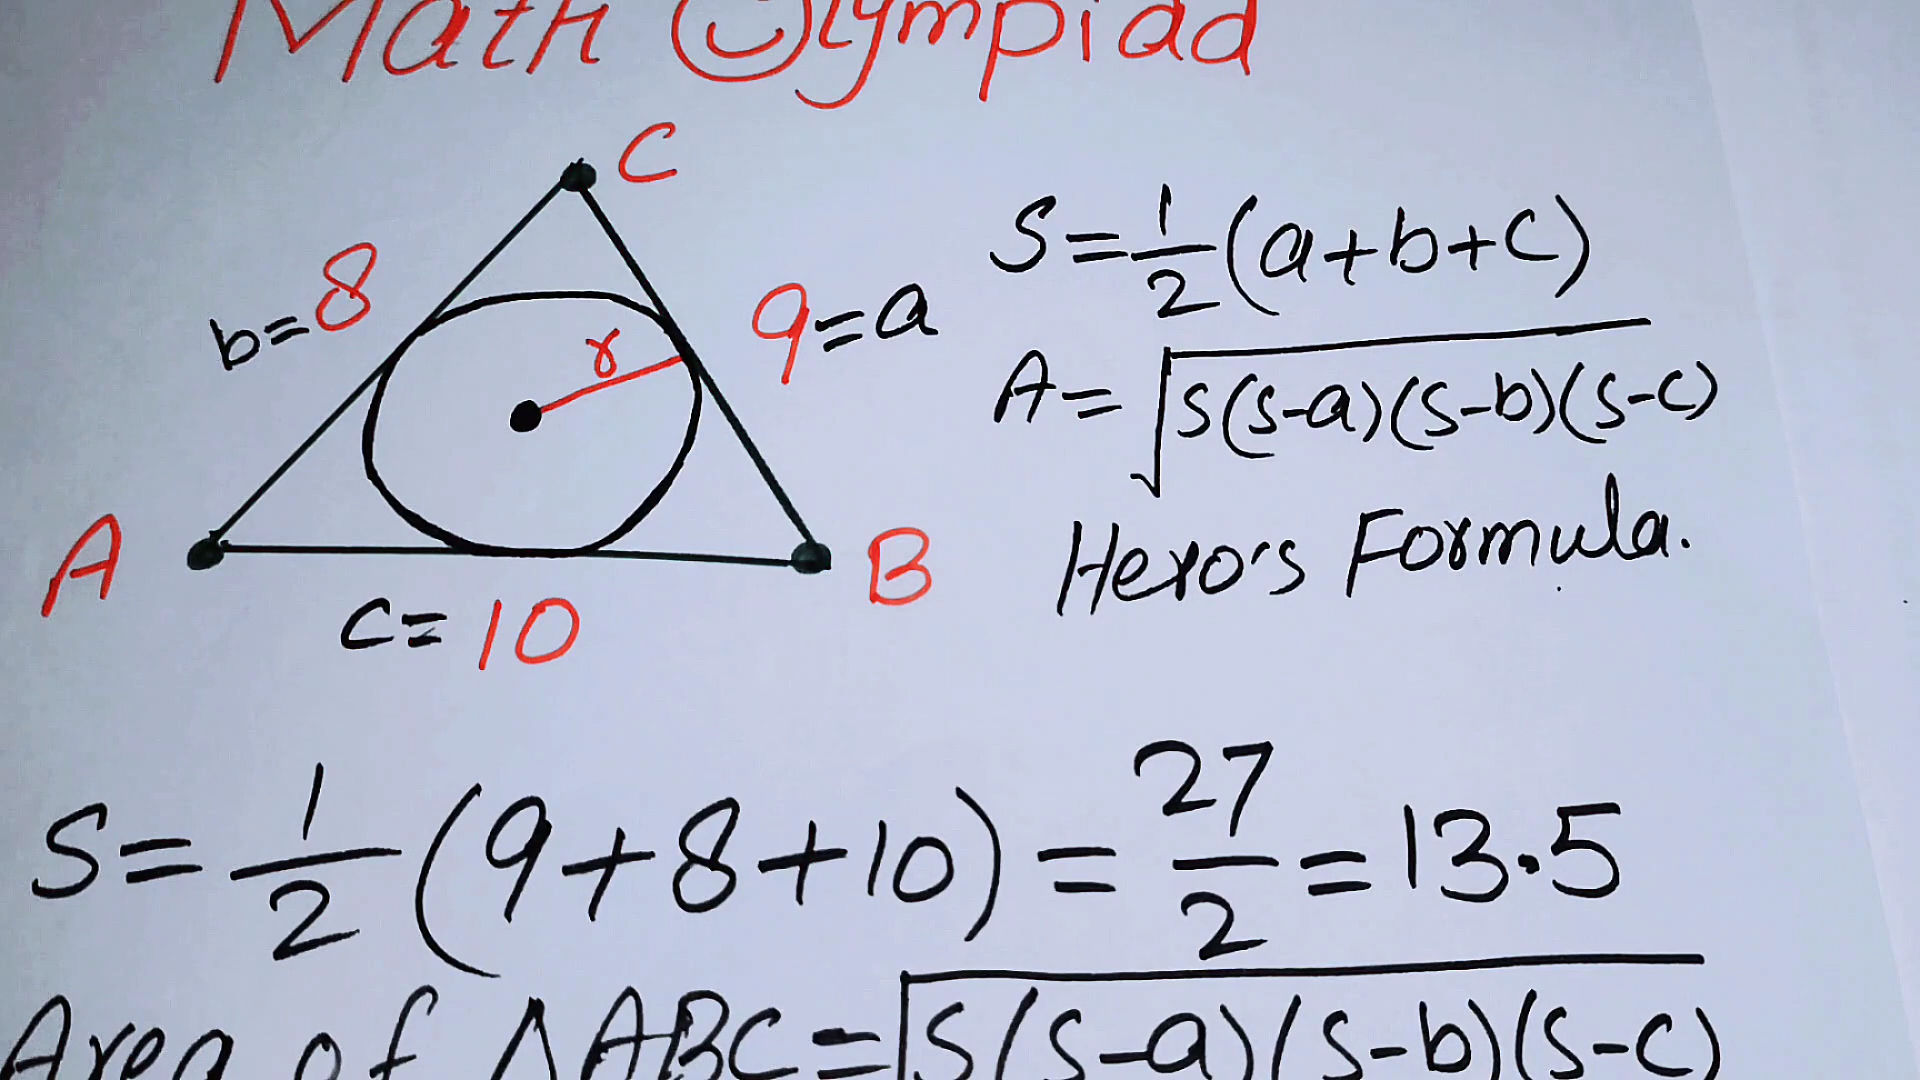 Math Olympiad
C
b=8
r
9=a
A
B
c=10
S=1/2(a+b+c)
A=√s(s-a)(s-b)(s-c)
Hero's Formula.
S=1/2(9+8+10)=27/2=13.5
Area of △ABC=√s(s-a)(s-b)(s-c)